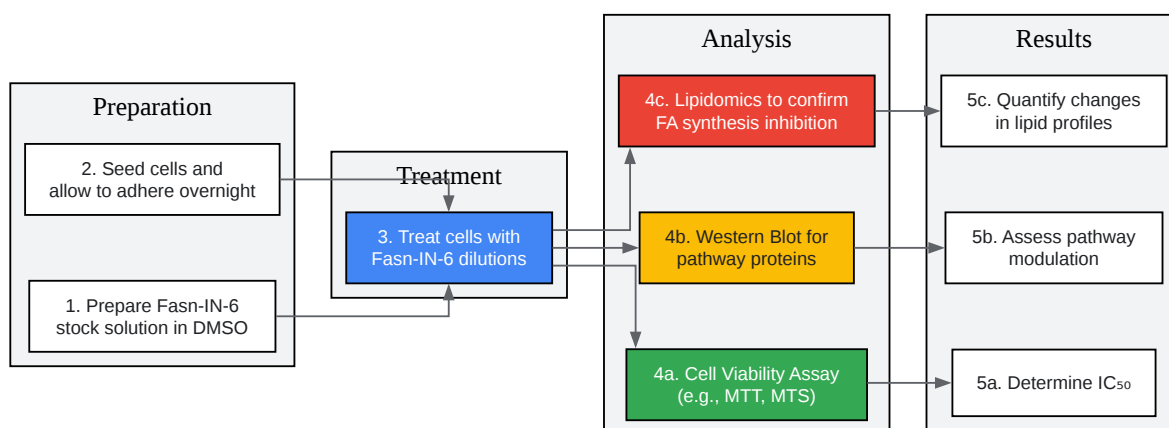 Preparation
2. Seed cells and
allow to adhere overnight
1. Prepare Fasn-IN-6
stock solution in DMSO
Treatment
3. Treat cells with
Fasn-IN-6 dilutions
Analysis
4c. Lipidomics to confirm
FA synthesis inhibition
4b. Western Blot for
pathway proteins
4a. Cell Viability Assay
(e.g., MTT, MTS)
Results
5c. Quantify changes
in lipid profiles
5b. Assess pathway
modulation
5a. Determine IC₅₀